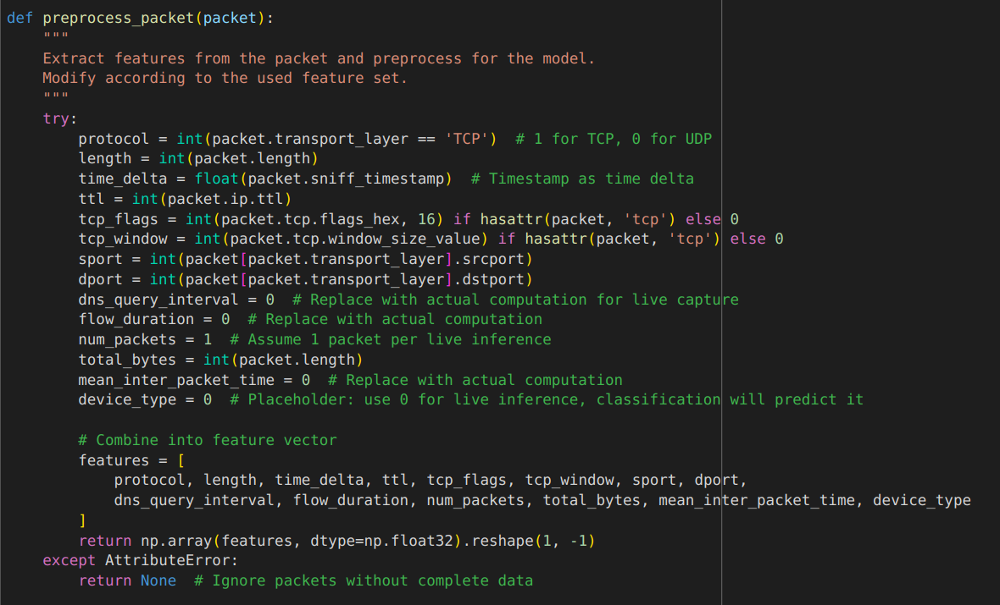 def preprocess_packet(packet):
    """
    Extract features from the packet and preprocess for the model.
    Modify according to the used feature set.
    """
    try:
        protocol = int(packet.transport_layer == 'TCP')  # 1 for TCP, 0 for UDP
        length = int(packet.length)
        time_delta = float(packet.sniff_timestamp)  # Timestamp as time delta
        ttl = int(packet.ip.ttl)
        tcp_flags = int(packet.tcp.flags_hex, 16) if hasattr(packet, 'tcp') else 0
        tcp_window = int(packet.tcp.window_size_value) if hasattr(packet, 'tcp') else 0
        sport = int(packet[packet.transport_layer].srcport)
        dport = int(packet[packet.transport_layer].dstport)
        dns_query_interval = 0  # Replace with actual computation for live capture
        flow_duration = 0  # Replace with actual computation
        num_packets = 1  # Assume 1 packet per live inference
        total_bytes = int(packet.length)
        mean_inter_packet_time = 0  # Replace with actual computation
        device_type = 0  # Placeholder: use 0 for live inference, classification will predict it

        # Combine into feature vector
        features = [
            protocol, length, time_delta, ttl, tcp_flags, tcp_window, sport, dport,
            dns_query_interval, flow_duration, num_packets, total_bytes, mean_inter_packet_time, device_type
        ]
        return np.array(features, dtype=np.float32).reshape(1, -1)
    except AttributeError:
        return None  # Ignore packets without complete data